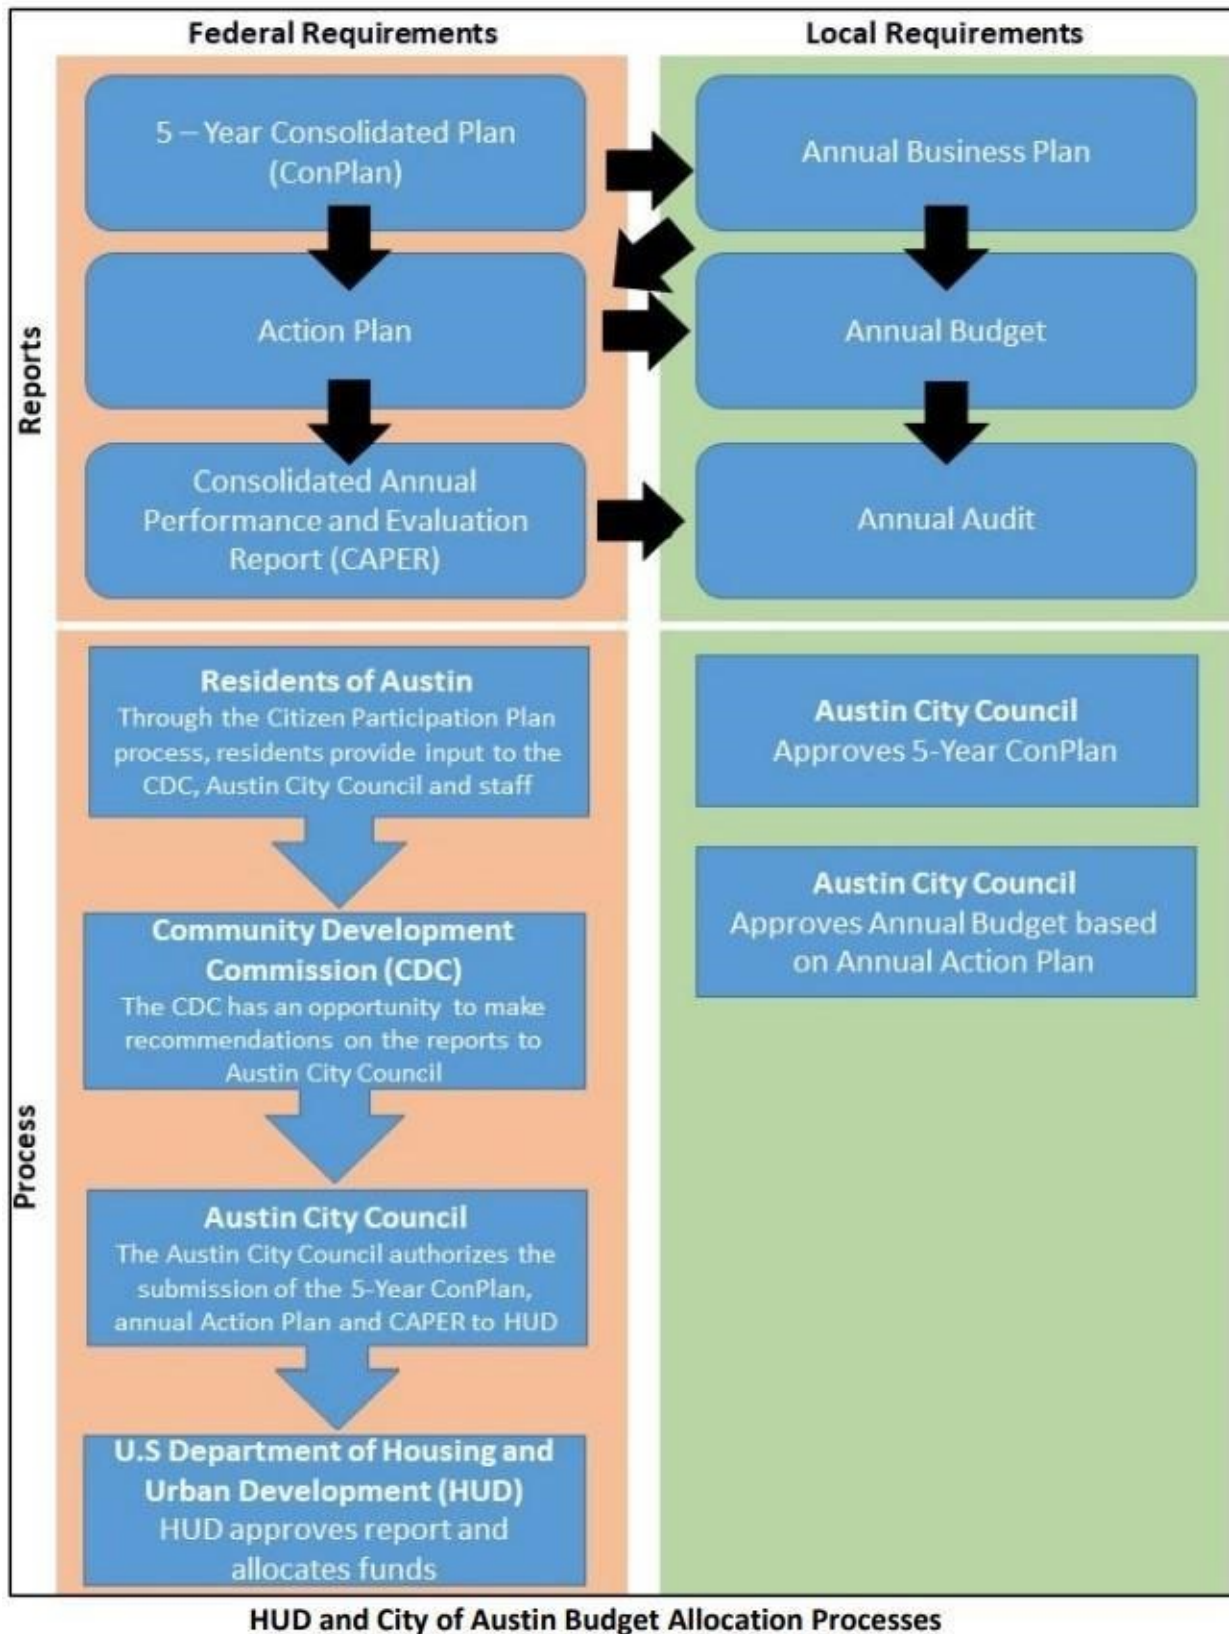 Federal Requirements
Local Requirements
Reports
5 – Year Consolidated Plan
(ConPlan)
Annual Business Plan
Action Plan
Annual Budget
Consolidated Annual
Performance and Evaluation
Report (CAPER)
Annual Audit
Process
Residents of Austin
Through the Citizen Participation Plan
process, residents provide input to the
CDC, Austin City Council and staff
Community Development
Commission (CDC)
The CDC has an opportunity to make
recommendations on the reports to
Austin City Council
Austin City Council
The Austin City Council authorizes the
submission of the 5-Year ConPlan,
annual Action Plan and CAPER to HUD
U.S Department of Housing and
Urban Development (HUD)
HUD approves report and
allocates funds
Austin City Council
Approves 5-Year ConPlan
Austin City Council
Approves Annual Budget based
on Annual Action Plan
HUD and City of Austin Budget Allocation Processes